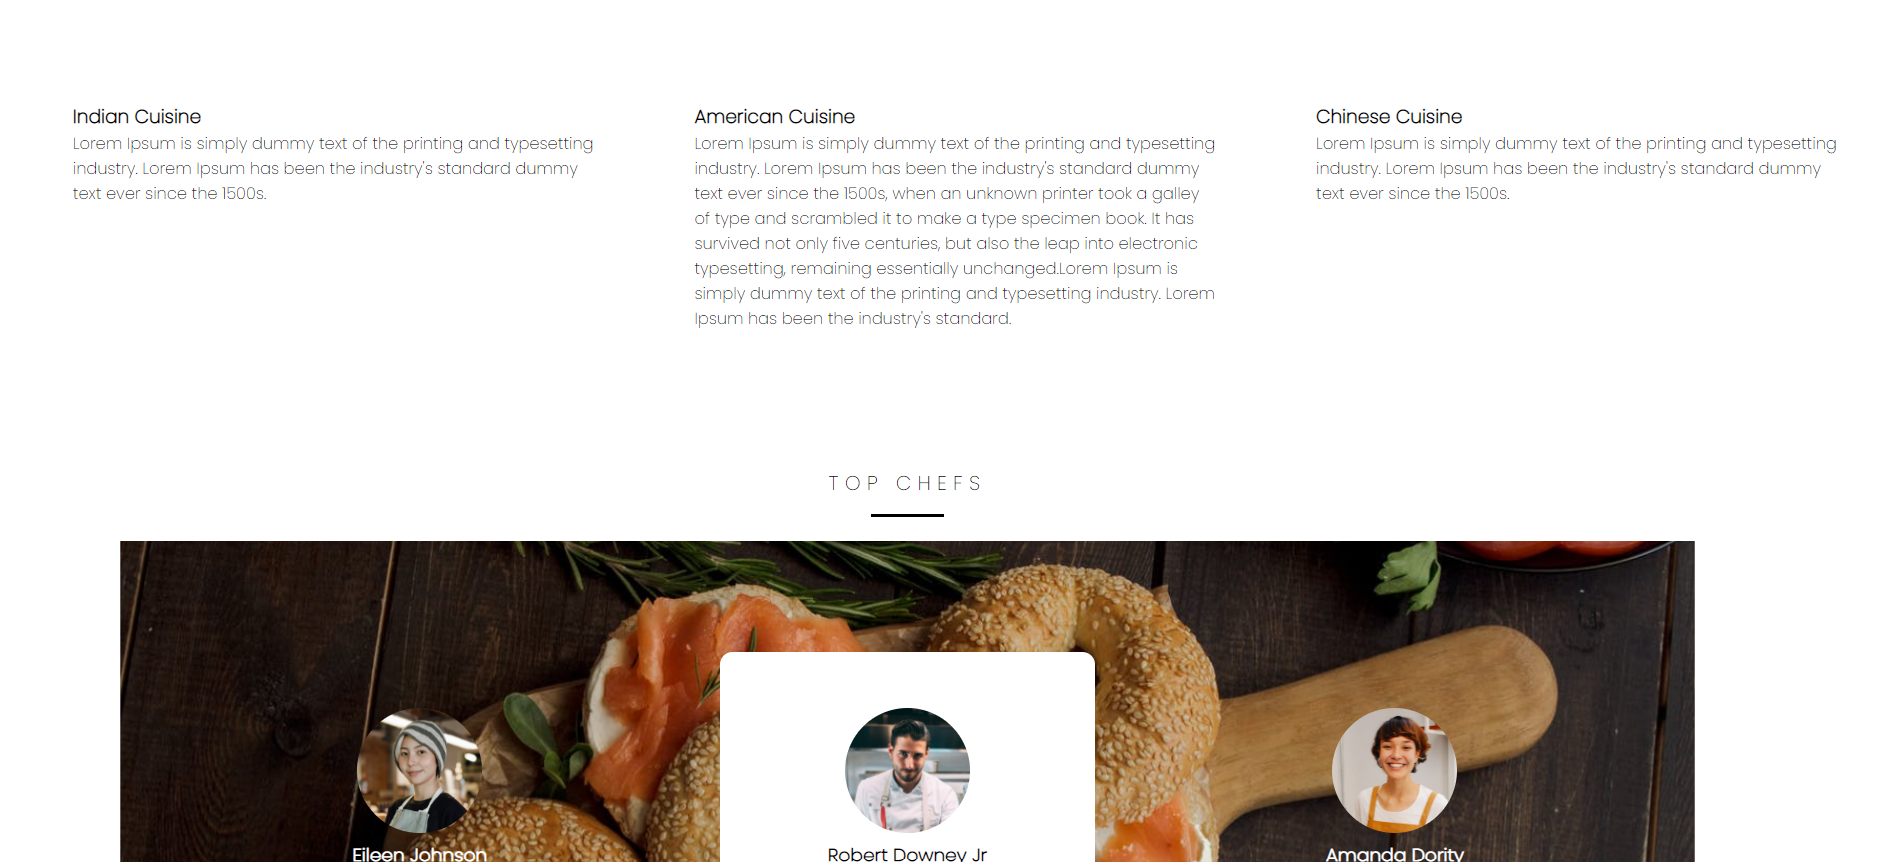 Indian Cuisine
Lorem Ipsum is simply dummy text of the printing and typesetting
industry. Lorem Ipsum has been the industry's standard dummy
text ever since the 1500s.
American Cuisine
Lorem Ipsum is simply dummy text of the printing and typesetting
industry. Lorem Ipsum has been the industry's standard dummy
text ever since the 1500s, when an unknown printer took a galley
of type and scrambled it to make a type specimen book. It has
survived not only five centuries, but also the leap into electronic
typesetting, remaining essentially unchanged.Lorem Ipsum is
simply dummy text of the printing and typesetting industry. Lorem
Ipsum has been the industry's standard.
Chinese Cuisine
Lorem Ipsum is simply dummy text of the printing and typesetting
industry. Lorem Ipsum has been the industry's standard dummy
text ever since the 1500s.
TOP CHEFS
Eileen Johnson
Robert Downey Jr
Amanda Dority